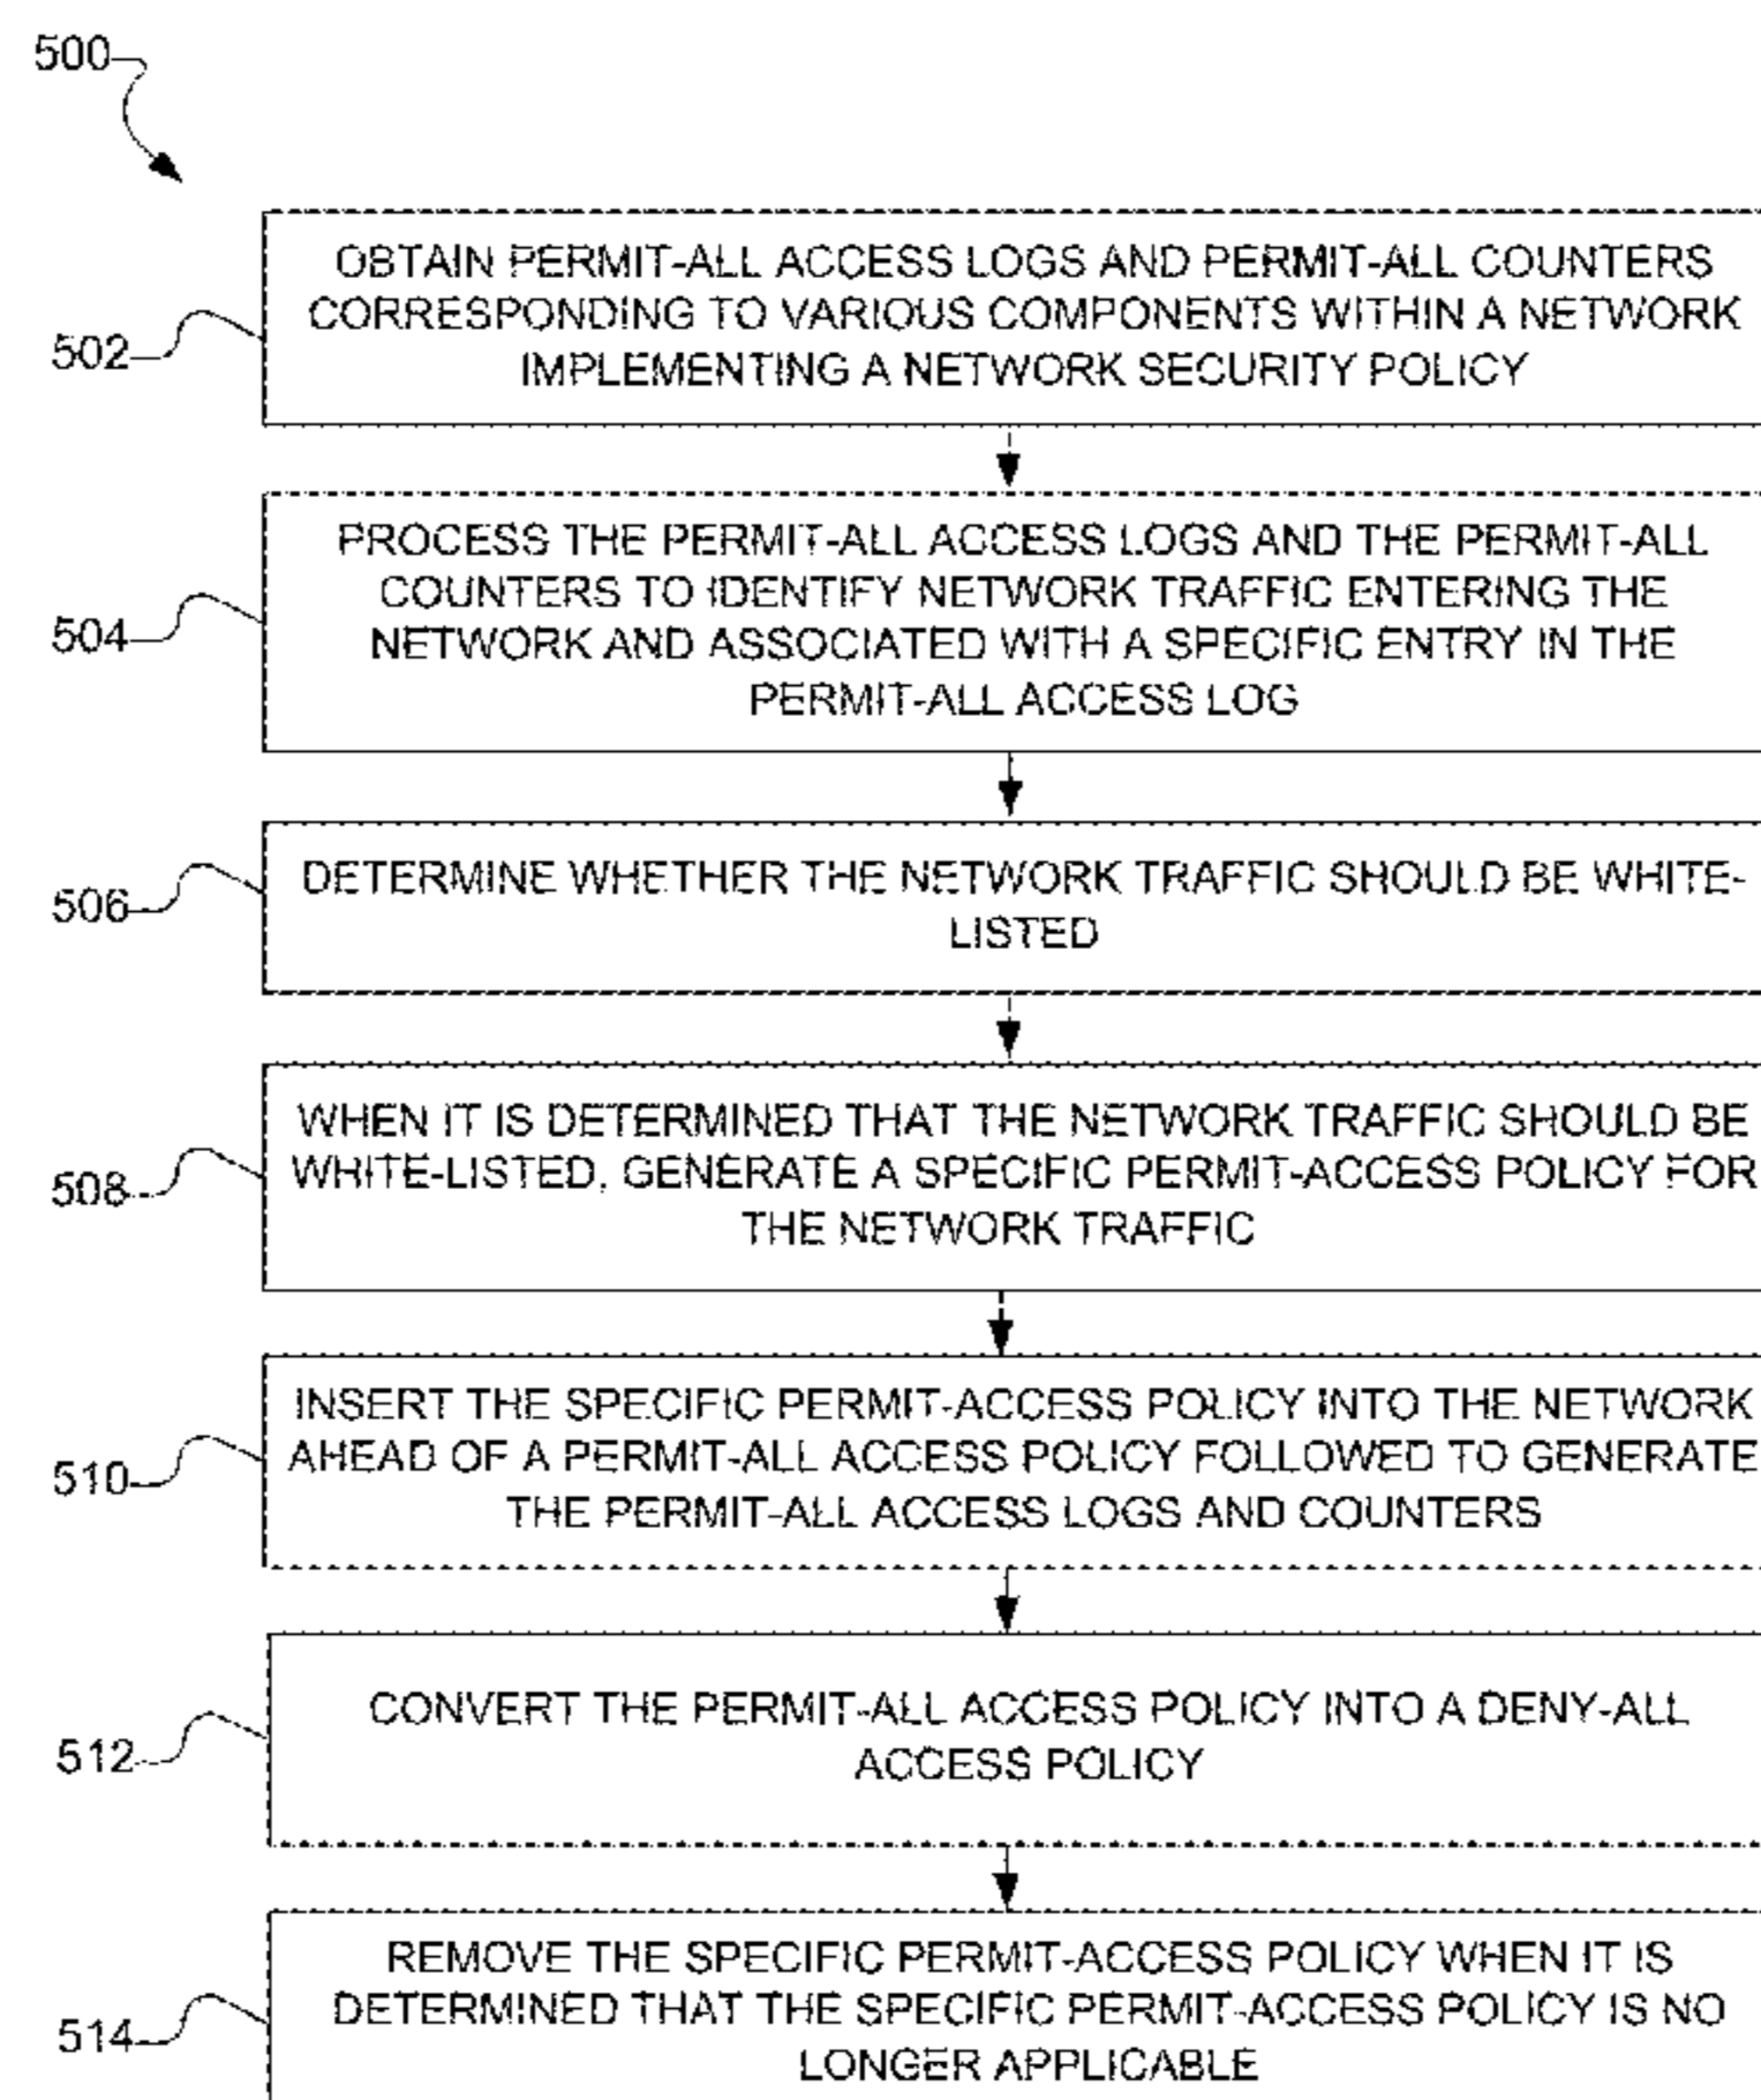 500
502
OBTAIN PERMIT-ALL ACCESS LOGS AND PERMIT-ALL COUNTERS
CORRESPONDING TO VARIOUS COMPONENTS WITHIN A NETWORK
IMPLEMENTING A NETWORK SECURITY POLICY
504
PROCESS THE PERMIT-ALL ACCESS LOGS AND THE PERMIT-ALL
COUNTERS TO IDENTIFY NETWORK TRAFFIC ENTERING THE
NETWORK AND ASSOCIATED WITH A SPECIFIC ENTRY IN THE
PERMIT-ALL ACCESS LOG
506
DETERMINE WHETHER THE NETWORK TRAFFIC SHOULD BE WHITE-
LISTED
508
WHEN IT IS DETERMINED THAT THE NETWORK TRAFFIC SHOULD BE
WHITE-LISTED, GENERATE A SPECIFIC PERMIT-ACCESS POLICY FOR
THE NETWORK TRAFFIC
510
INSERT THE SPECIFIC PERMIT-ACCESS POLICY INTO THE NETWORK
AHEAD OF A PERMIT-ALL ACCESS POLICY FOLLOWED TO GENERATE
THE PERMIT-ALL ACCESS LOGS AND COUNTERS
512
CONVERT THE PERMIT-ALL ACCESS POLICY INTO A DENY-ALL
ACCESS POLICY
514
REMOVE THE SPECIFIC PERMIT-ACCESS POLICY WHEN IT IS
DETERMINED THAT THE SPECIFIC PERMIT-ACCESS POLICY IS NO
LONGER APPLICABLE